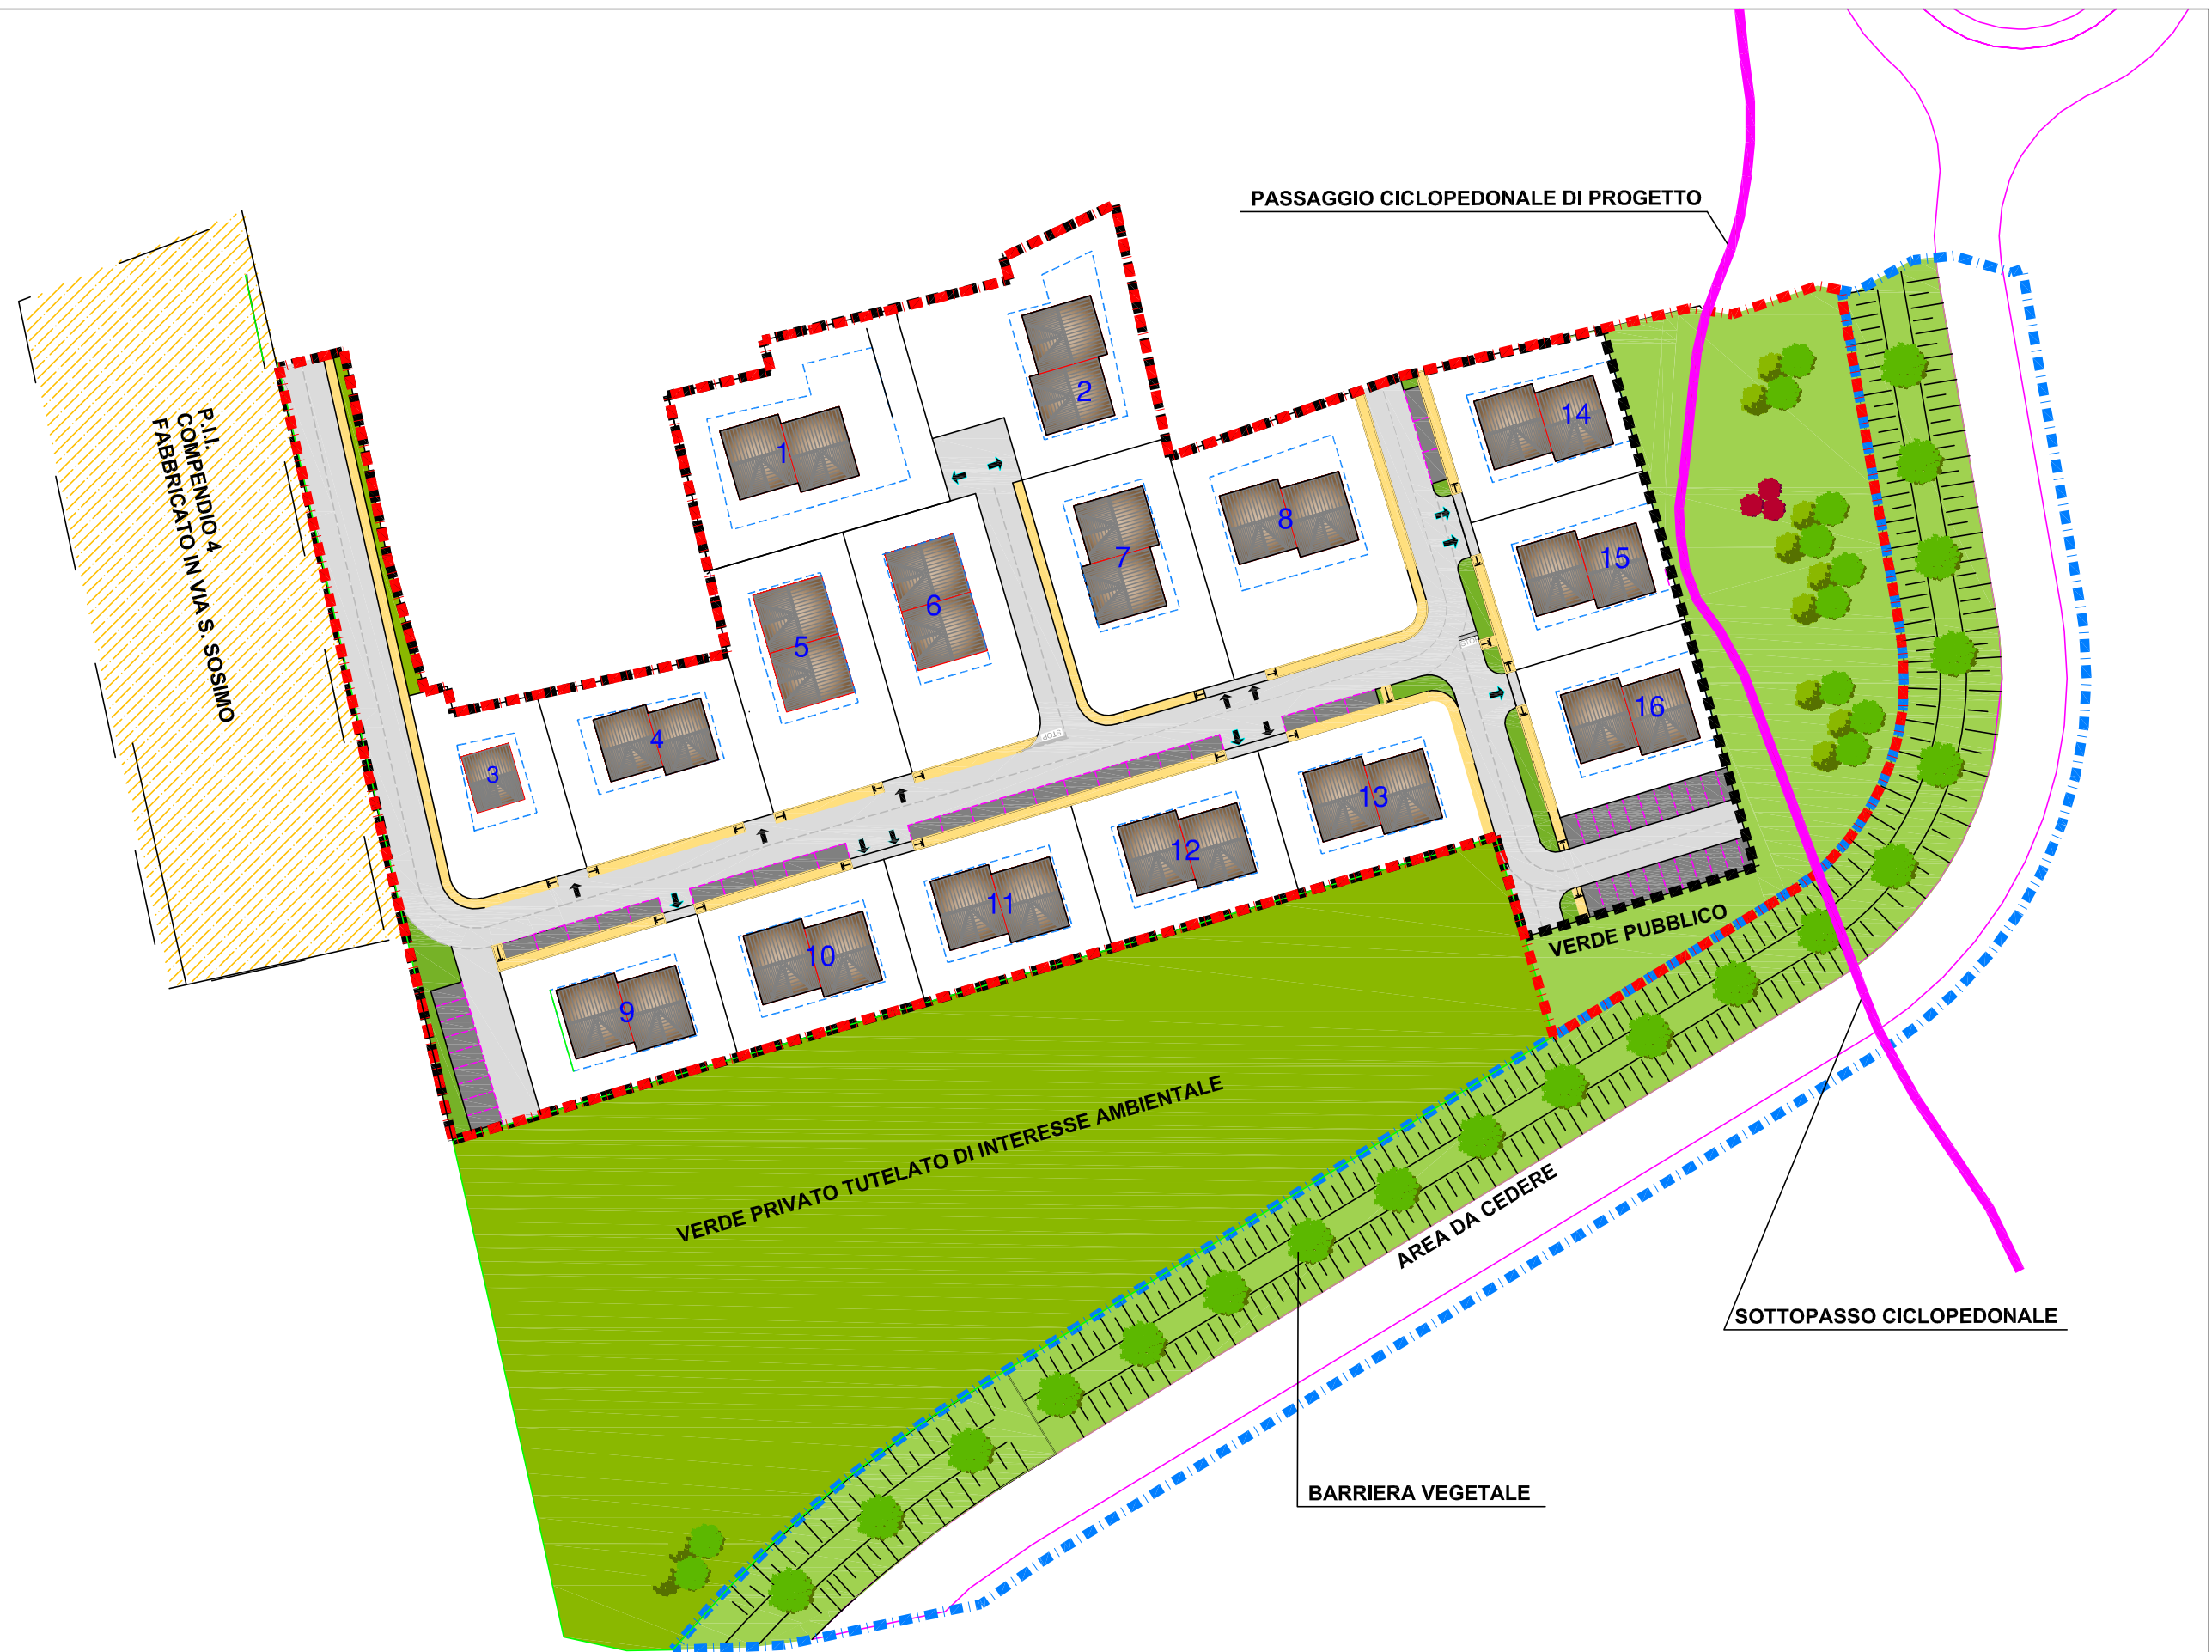 PASSAGGIO CICLOPEDONALE DI PROGETTO
P.I.I.
COMPENDIO 4
FABBRICATO IN VIA S. SOSIMO
1
2
3
4
5
6
7
8
9
10
11
12
13
14
15
16
STOP
STOP
VERDE PUBBLICO
VERDE PRIVATO TUTELATO DI INTERESSE AMBIENTALE
AREA DA CEDERE
SOTTOPASSO CICLOPEDONALE
BARRIERA VEGETALE